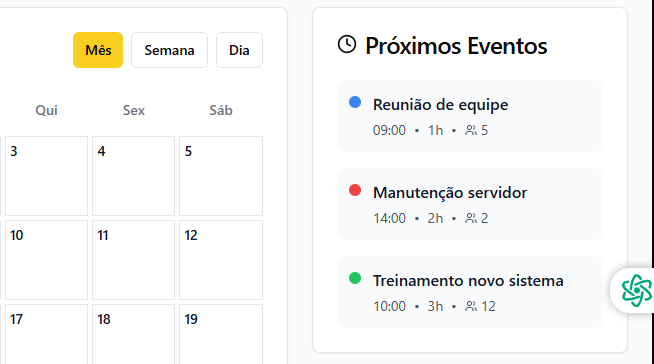 Mês Semana Dia
Qui Sex Sáb
3 4 5
10 11 12
17 18 19
Próximos Eventos
Reunião de equipe
09:00 • 1h • 5
Manutenção servidor
14:00 • 2h • 2
Treinamento novo sistema
10:00 • 3h • 12